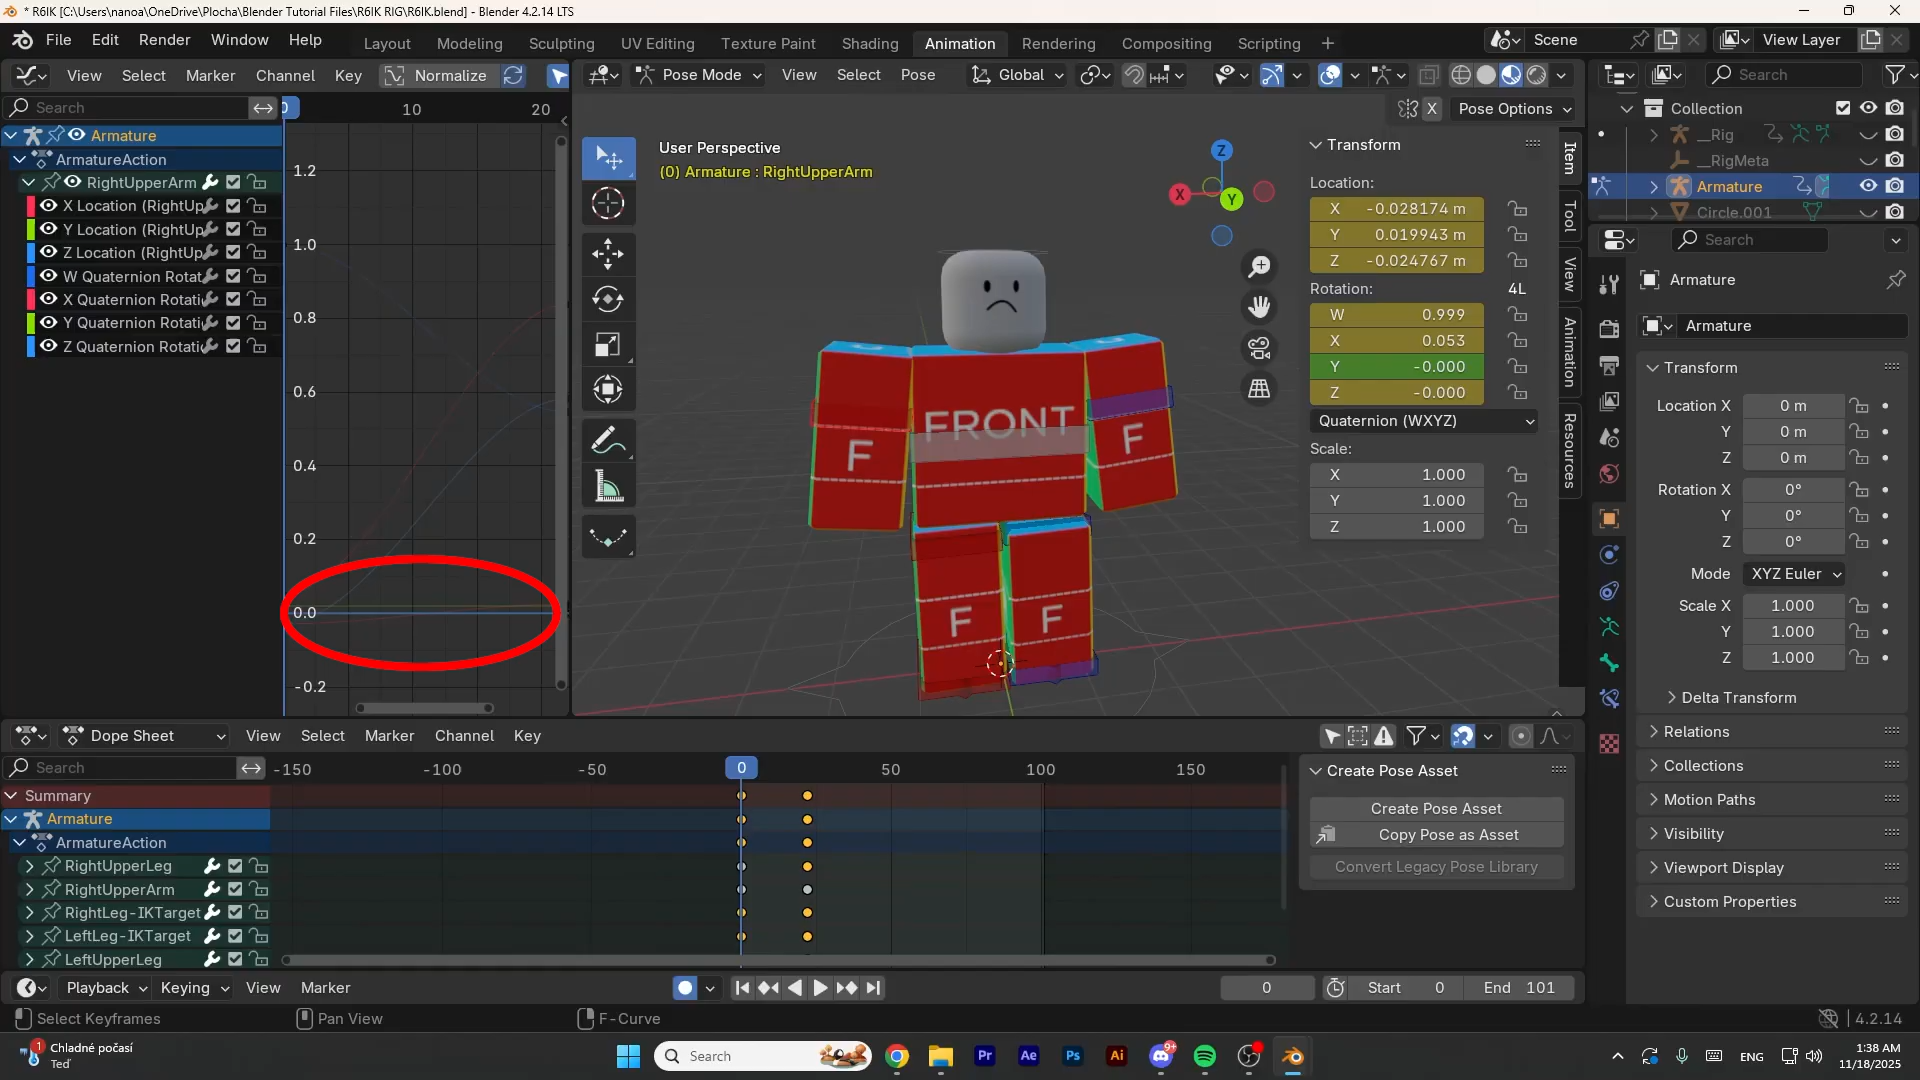 * R6IK [C:\Users\nanoa\OneDrive\Plocha\Blender Tutorial Files\R6IK RIG\R6IK.blend] - Blender 4.2.14 LTS
File Edit Render Window Help Layout Modeling Sculpting UV Editing Texture Paint Shading Animation Rendering Compositing Scripting + Scene View Layer
View Select Marker Channel Key Normalize Pose Mode View Select Pose Global Search
Search 0 10 20 X Pose Options Collection
Armature
ArmatureAction
RightUpperArm
X Location (RightUp
Y Location (RightUp
Z Location (RightUp
W Quaternion Rotat
X Quaternion Rotati
Y Quaternion Rotati
Z Quaternion Rotati
1.2
1.0
0.8
0.6
0.4
0.2
0.0
-0.2
User Perspective
(0) Armature : RightUpperArm
Z
X
Y
FRONT
F
F
F
F
Transform
Location:
X -0.028174 m
Y 0.019943 m
Z -0.024767 m
Rotation: 4L
W 0.999
X 0.053
Y -0.000
Z -0.000
Quaternion (WXYZ)
Scale:
X 1.000
Y 1.000
Z 1.000
Item
Tool
View
Animation
Resources
__Rig
__RigMeta
Armature
Circle.001
Search
Armature
Armature
Transform
Location X 0 m
Y 0 m
Z 0 m
Rotation X 0°
Y 0°
Z 0°
Mode XYZ Euler
Scale X 1.000
Y 1.000
Z 1.000
Delta Transform
Relations
Collections
Motion Paths
Visibility
Viewport Display
Custom Properties
Dope Sheet View Select Marker Channel Key
Search -150 -100 -50 0 50 100 150
Summary
Armature
ArmatureAction
RightUpperLeg
RightUpperArm
RightLeg-IKTarget
LeftLeg-IKTarget
LeftUpperLeg
Create Pose Asset
Create Pose Asset
Copy Pose as Asset
Convert Legacy Pose Library
Playback Keying View Marker 0 Start 0 End 101
Select Keyframes Pan View F-Curve 4.2.14
1 Chladné počasí
Teď
Search
Pr Ae Ps Ai 9+
ENG
1:38 AM
11/18/2025